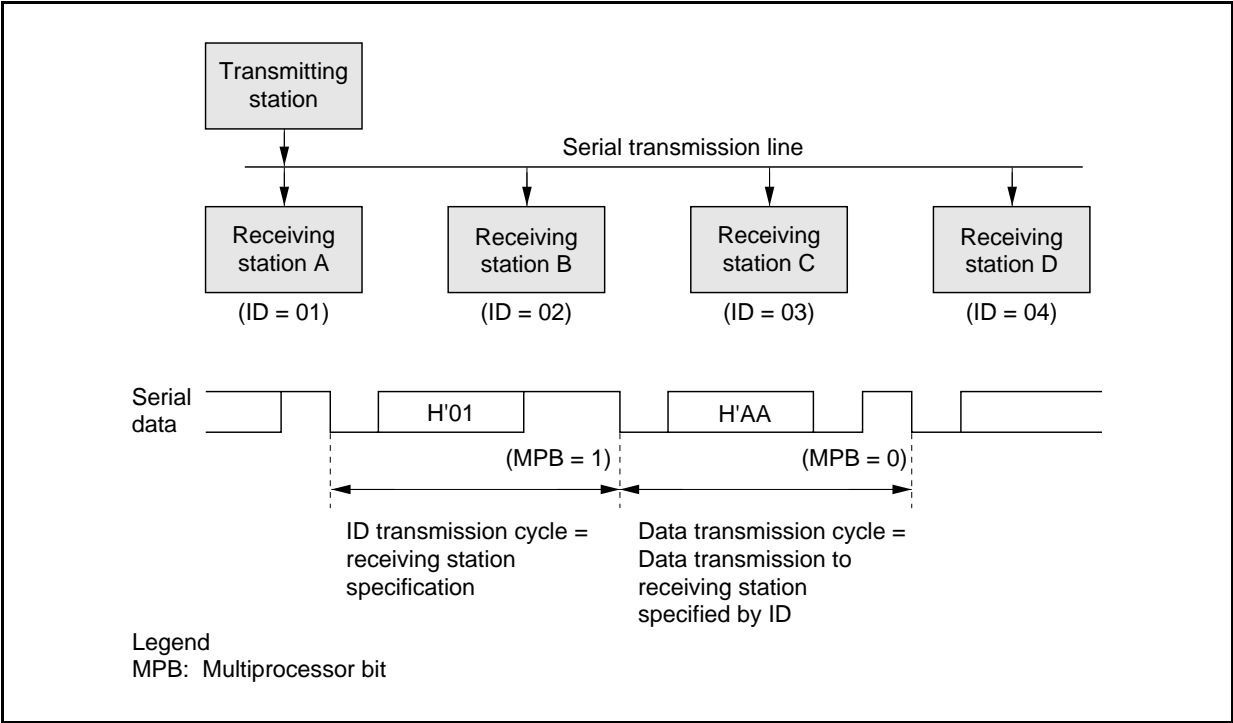 Transmitting
station
Serial transmission line
Receiving
station A
(ID = 01)
Receiving
station B
(ID = 02)
Receiving
station C
(ID = 03)
Receiving
station D
(ID = 04)
Serial
data
H'01
H'AA
(MPB = 1)
(MPB = 0)
ID transmission cycle =
receiving station
specification
Data transmission cycle =
Data transmission to
receiving station
specified by ID
Legend
MPB: Multiprocessor bit